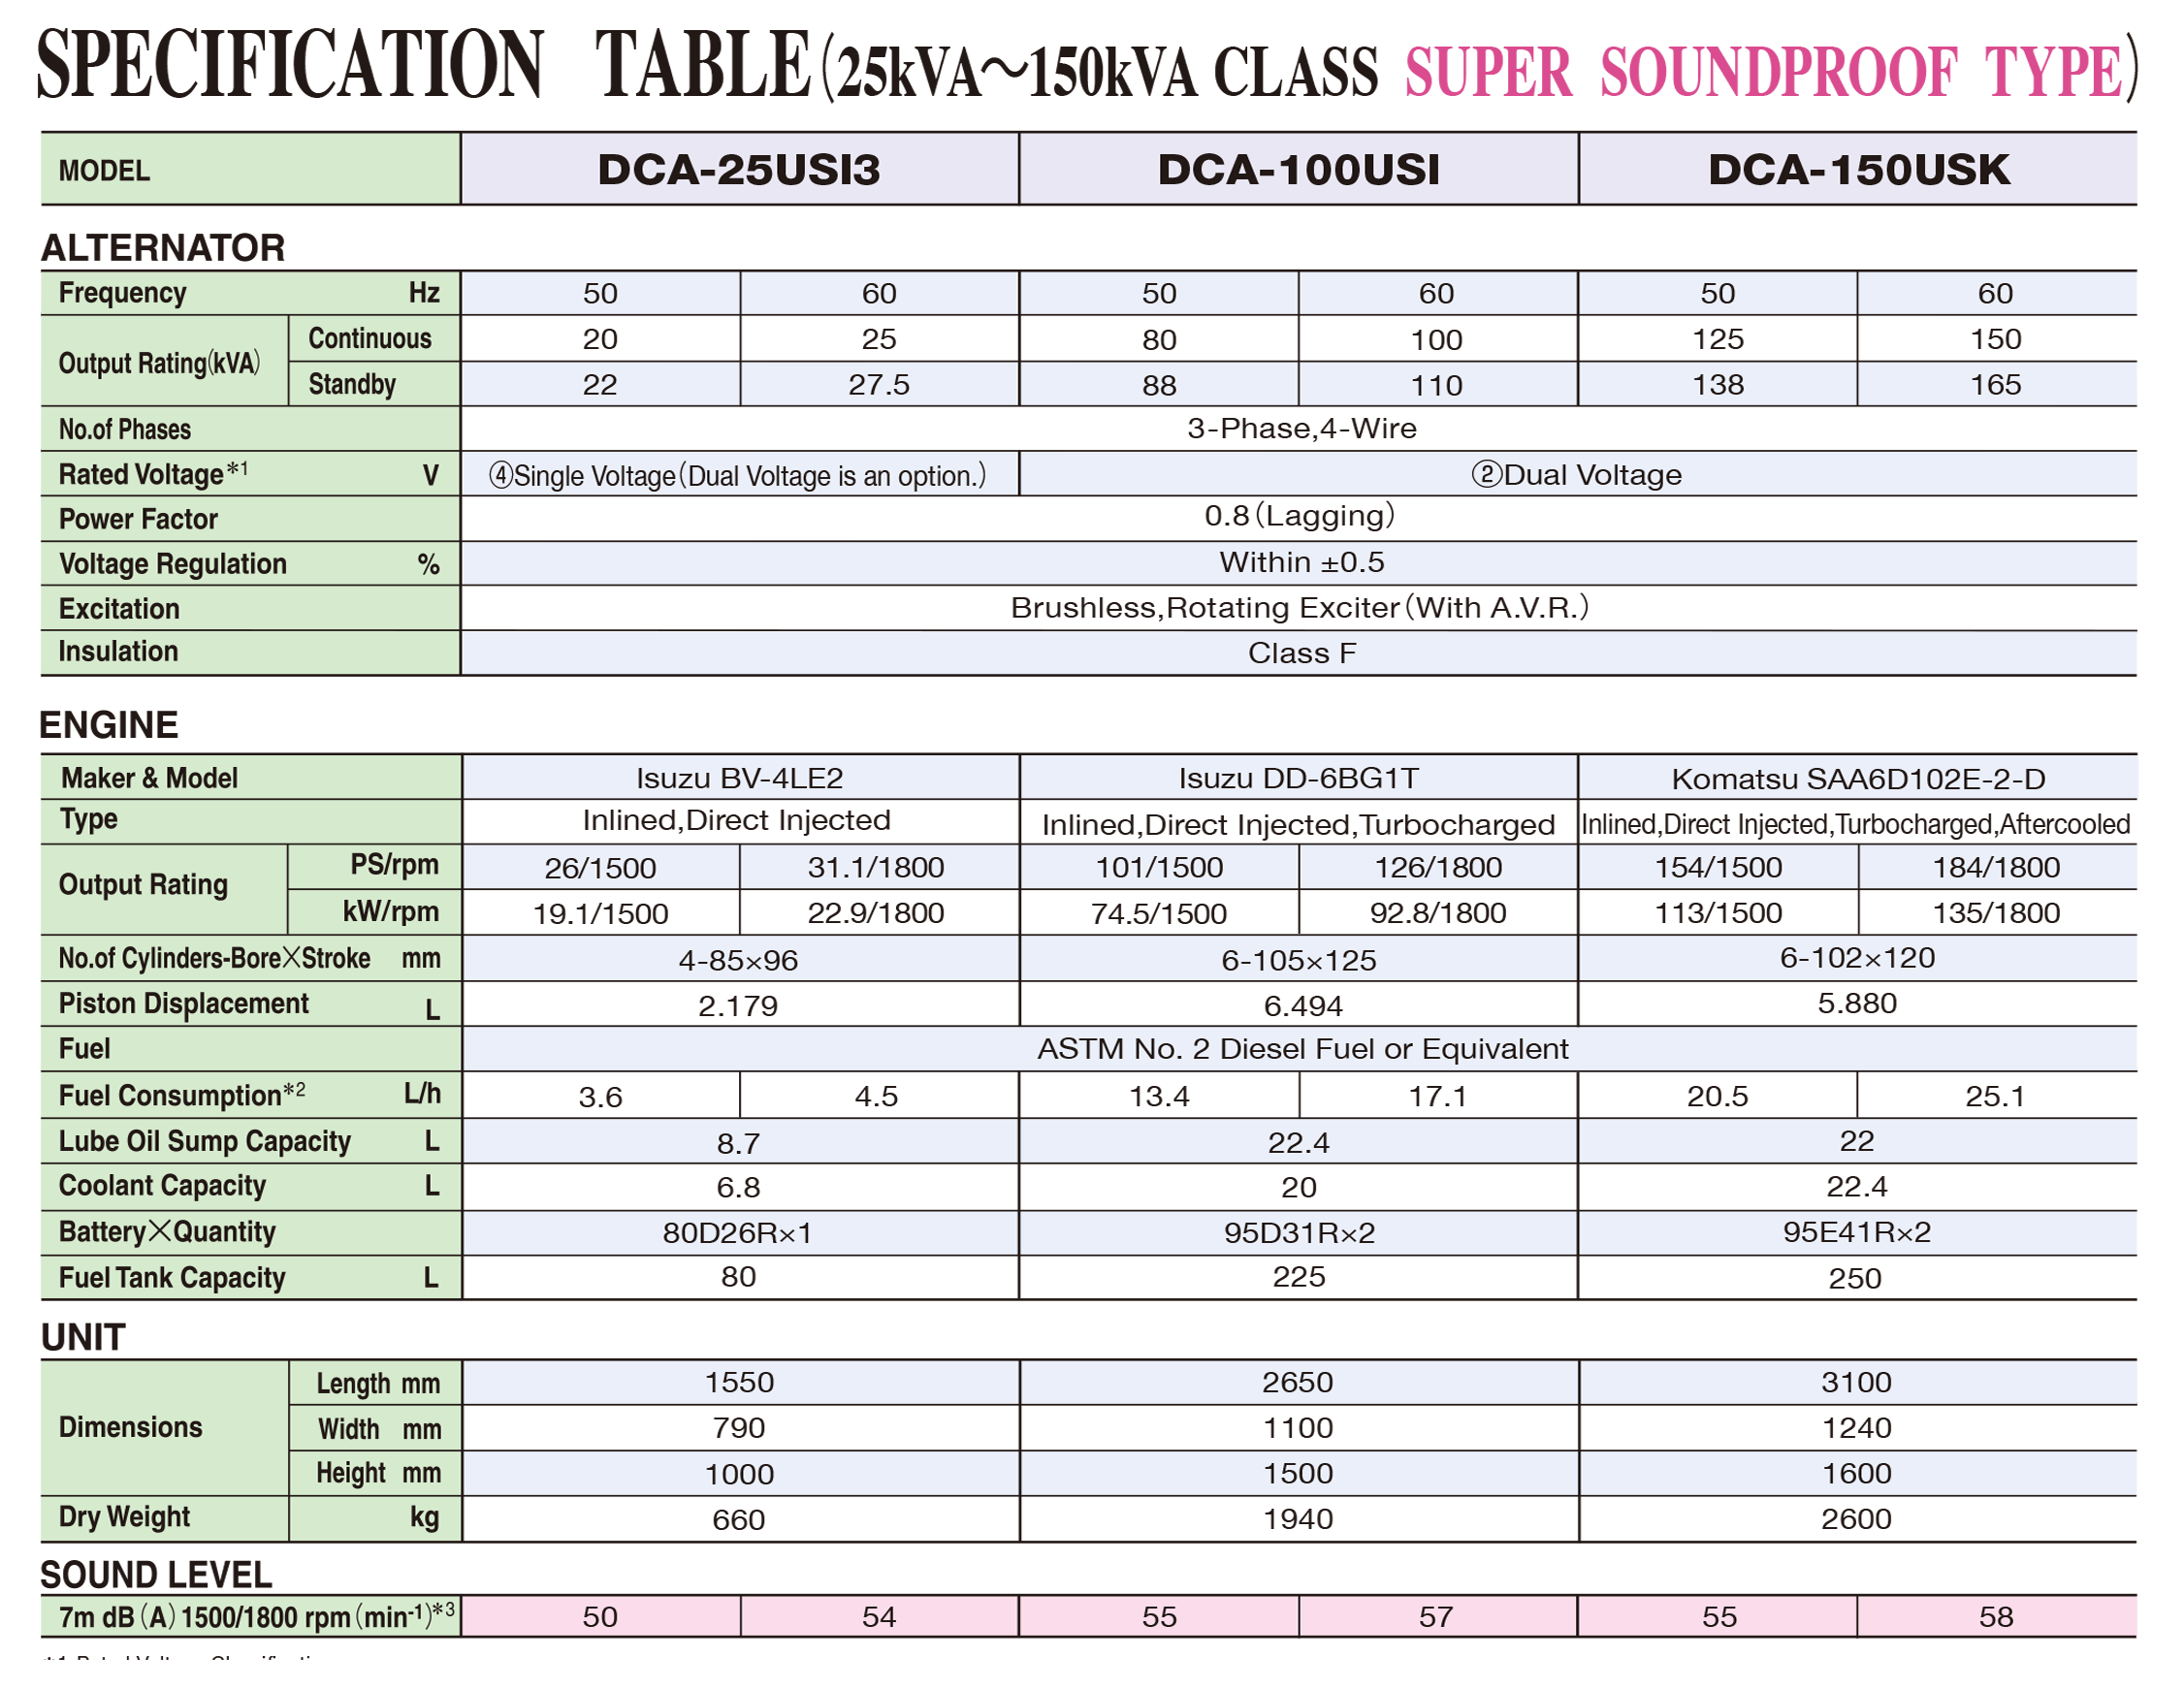 SPECIFICATION TABLE(25kVA～150kVA CLASS SUPER SOUNDPROOF TYPE)
MODEL DCA-25USI3 DCA-100USI DCA-150USK
ALTERNATOR
Frequency Hz 50 60 50 60 50 60
Output Rating(kVA) Continuous 20 25 80 100 125 150
Standby 22 27.5 88 110 138 165
No.of Phases 3-Phase,4-Wire
Rated Voltage*1 V ④Single Voltage(Dual Voltage is an option.) ②Dual Voltage
Power Factor 0.8(Lagging)
Voltage Regulation % Within ±0.5
Excitation Brushless,Rotating Exciter(With A.V.R.)
Insulation Class F
ENGINE
Maker & Model Isuzu BV-4LE2 Isuzu DD-6BG1T Komatsu SAA6D102E-2-D
Type Inlined,Direct Injected Inlined,Direct Injected,Turbocharged Inlined,Direct Injected,Turbocharged,Aftercooled
Output Rating PS/rpm 26/1500 31.1/1800 101/1500 126/1800 154/1500 184/1800
kW/rpm 19.1/1500 22.9/1800 74.5/1500 92.8/1800 113/1500 135/1800
No.of Cylinders-Bore×Stroke mm 4-85×96 6-105×125 6-102×120
Piston Displacement L 2.179 6.494 5.880
Fuel ASTM No. 2 Diesel Fuel or Equivalent
Fuel Consumption*2 L/h 3.6 4.5 13.4 17.1 20.5 25.1
Lube Oil Sump Capacity L 8.7 22.4 22
Coolant Capacity L 6.8 20 22.4
Battery×Quantity 80D26R×1 95D31R×2 95E41R×2
Fuel Tank Capacity L 80 225 250
UNIT
Dimensions Length mm 1550 2650 3100
Width mm 790 1100 1240
Height mm 1000 1500 1600
Dry Weight kg 660 1940 2600
SOUND LEVEL
7m dB(A)1500/1800 rpm(min-1)*3 50 54 55 57 55 58